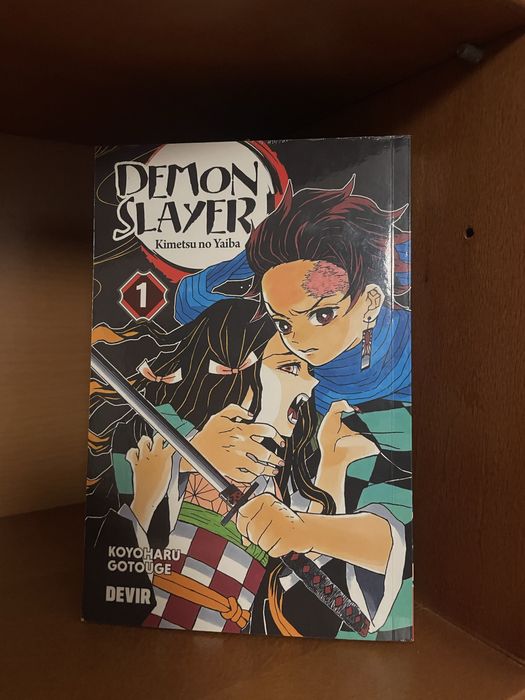 DEMON
SLAYER
Kimetsu no Yaiba
1
KOYOHARU
GOTOUGE
DEVIR